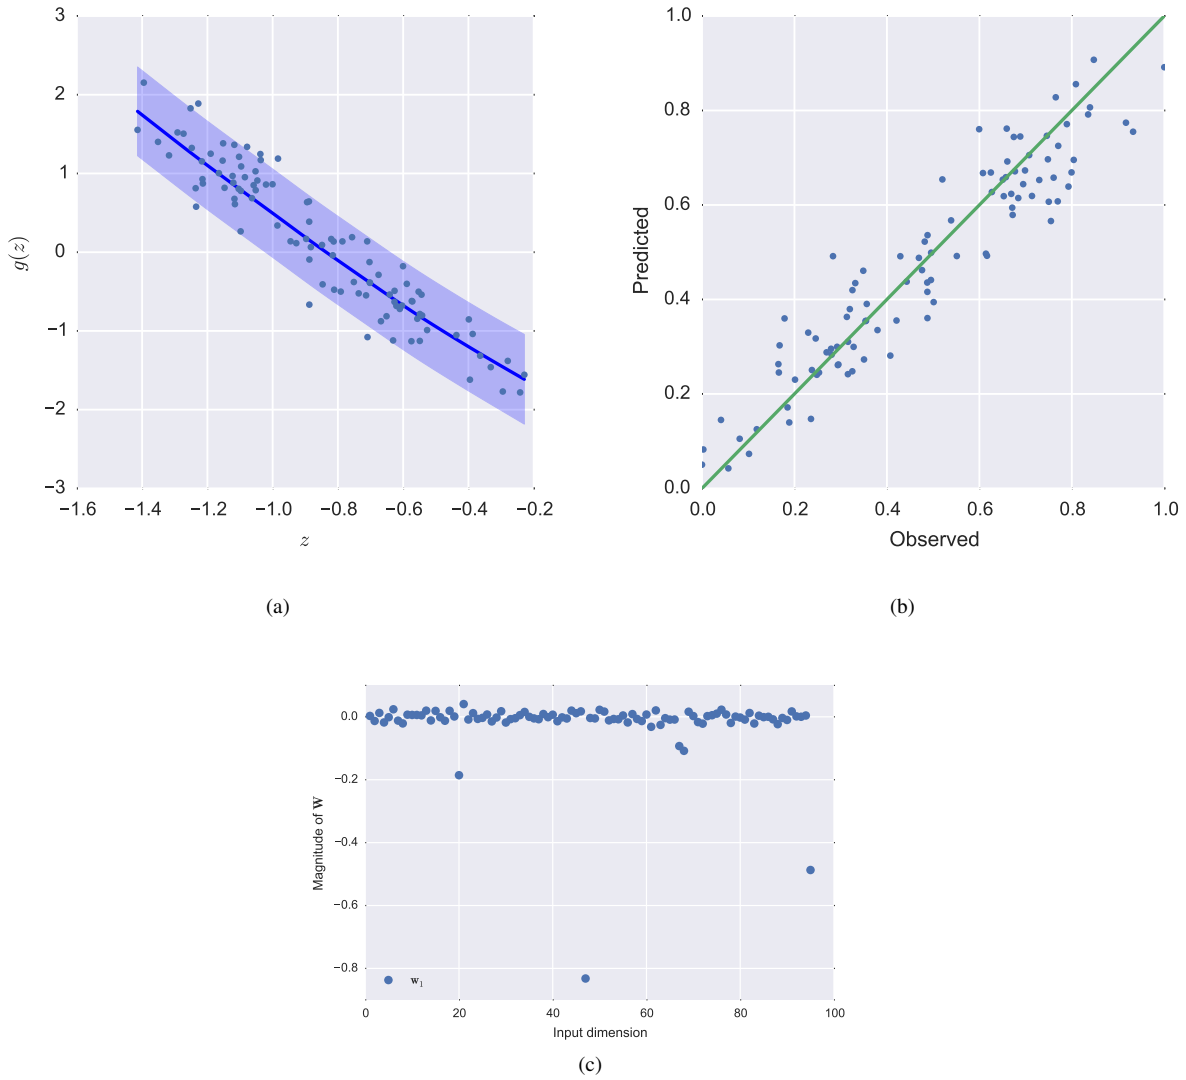 3
2
1
0
−1
−2
−3
g(z)
−1.6 −1.4 −1.2 −1.0 −0.8 −0.6 −0.4 −0.2
z
(a)
1.0
0.8
0.6
0.4
0.2
0.0
Predicted
0.0 0.2 0.4 0.6 0.8 1.0
Observed
(b)
0.0
−0.2
−0.4
−0.6
−0.8
Magnitude of W
w₁
0 20 40 60 80 100
Input dimension
(c)